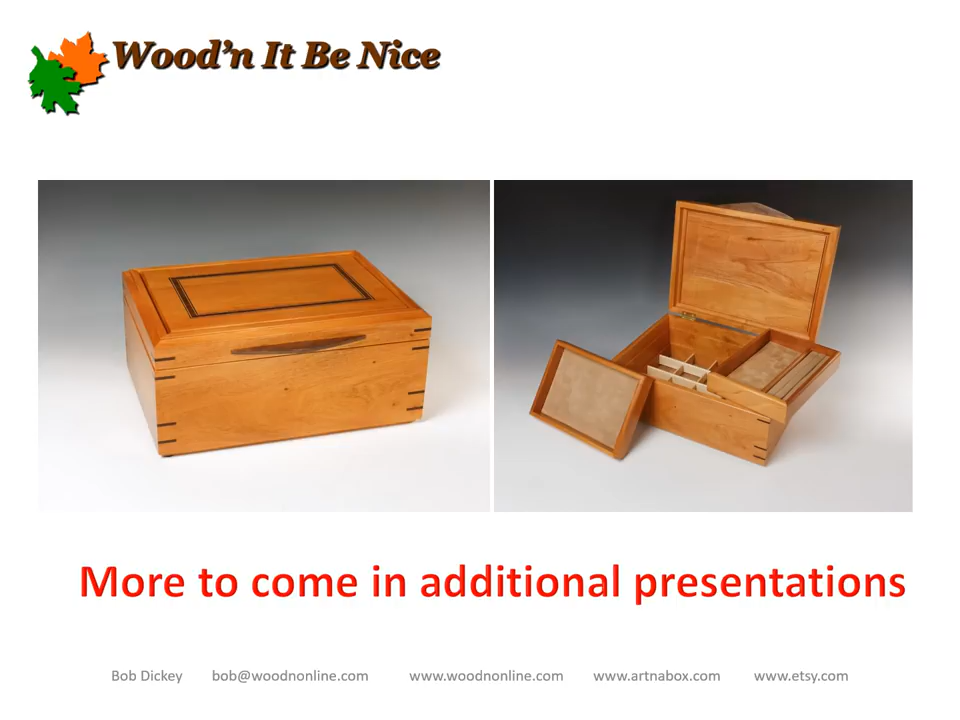 Wood’n It Be Nice
More to come in additional presentations
Bob Dickey bob@woodnonline.com www.woodnonline.com www.artnabox.com www.etsy.com